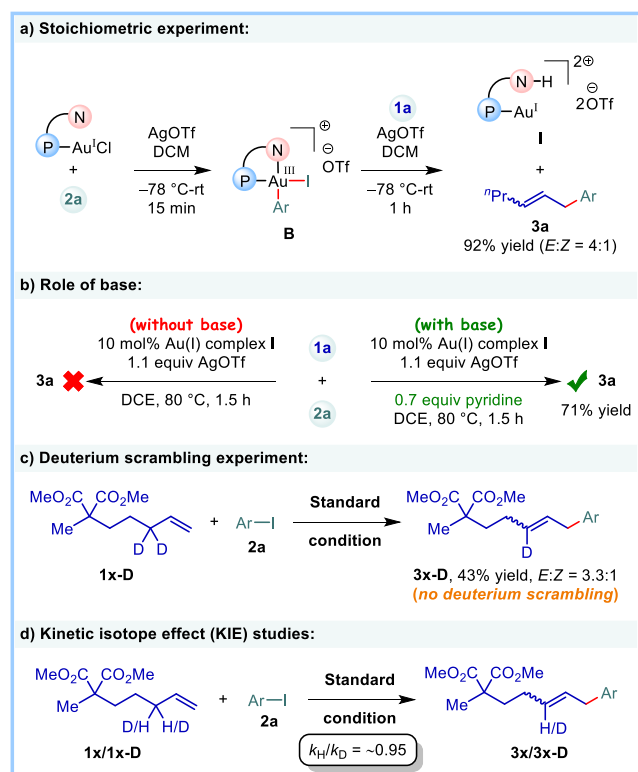 a) Stoichiometric experiment:
N
P
AuᴵCl
+
2a
AgOTf
DCM
–78 °C-rt
15 min
N
P
Au
III
I
Ar
⊕
⊖
OTf
B
1a
AgOTf
DCM
–78 °C-rt
1 h
N–H
P
Auᴵ
2⊕
⊖
2OTf
I
+
ⁿPr
Ar
3a
92% yield (E:Z = 4:1)
b) Role of base:
(without base)
10 mol% Au(I) complex I
1.1 equiv AgOTf
3a
DCE, 80 °C, 1.5 h
1a
+
2a
(with base)
10 mol% Au(I) complex I
1.1 equiv AgOTf
0.7 equiv pyridine
DCE, 80 °C, 1.5 h
3a
71% yield
c) Deuterium scrambling experiment:
MeO₂C CO₂Me
Me
D D
1x-D
+
Ar–I
2a
Standard
condition
MeO₂C CO₂Me
Me
Ar
D
3x-D, 43% yield, E:Z = 3.3:1
(no deuterium scrambling)
d) Kinetic isotope effect (KIE) studies:
MeO₂C CO₂Me
Me
D/H H/D
1x/1x-D
+
Ar–I
2a
Standard
condition
kH/kD = ~0.95
MeO₂C CO₂Me
Me
Ar
H/D
3x/3x-D